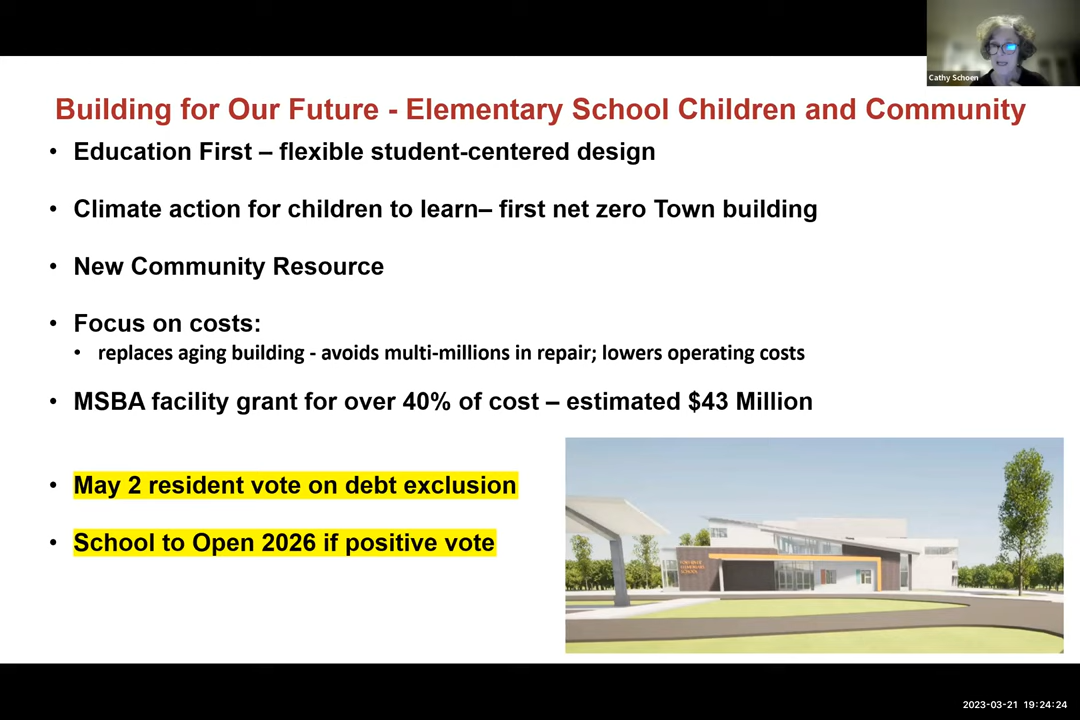 Cathy Schoen
Building for Our Future - Elementary School Children and Community
• Education First – flexible student-centered design
• Climate action for children to learn– first net zero Town building
• New Community Resource
• Focus on costs:
• replaces aging building - avoids multi-millions in repair; lowers operating costs
• MSBA facility grant for over 40% of cost – estimated $43 Million
• May 2 resident vote on debt exclusion
• School to Open 2026 if positive vote
ELEMENTARY
SCHOOL
2023-03-21 19:24:24